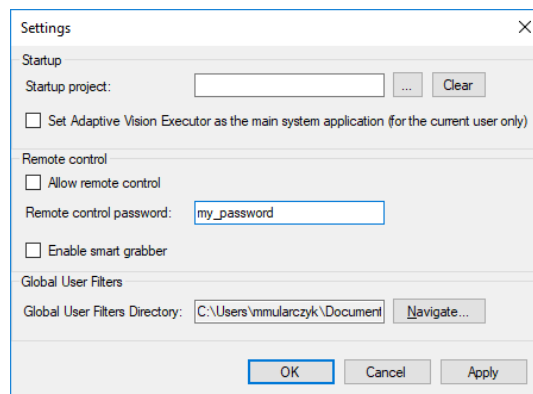 Settings
Startup
Startup project: ... Clear
Set Adaptive Vision Executor as the main system application (for the current user only)
Remote control
Allow remote control
Remote control password: my_password
Enable smart grabber
Global User Filters
Global User Filters Directory: C:\Users\mmularczyk\Document Navigate...
OK Cancel Apply